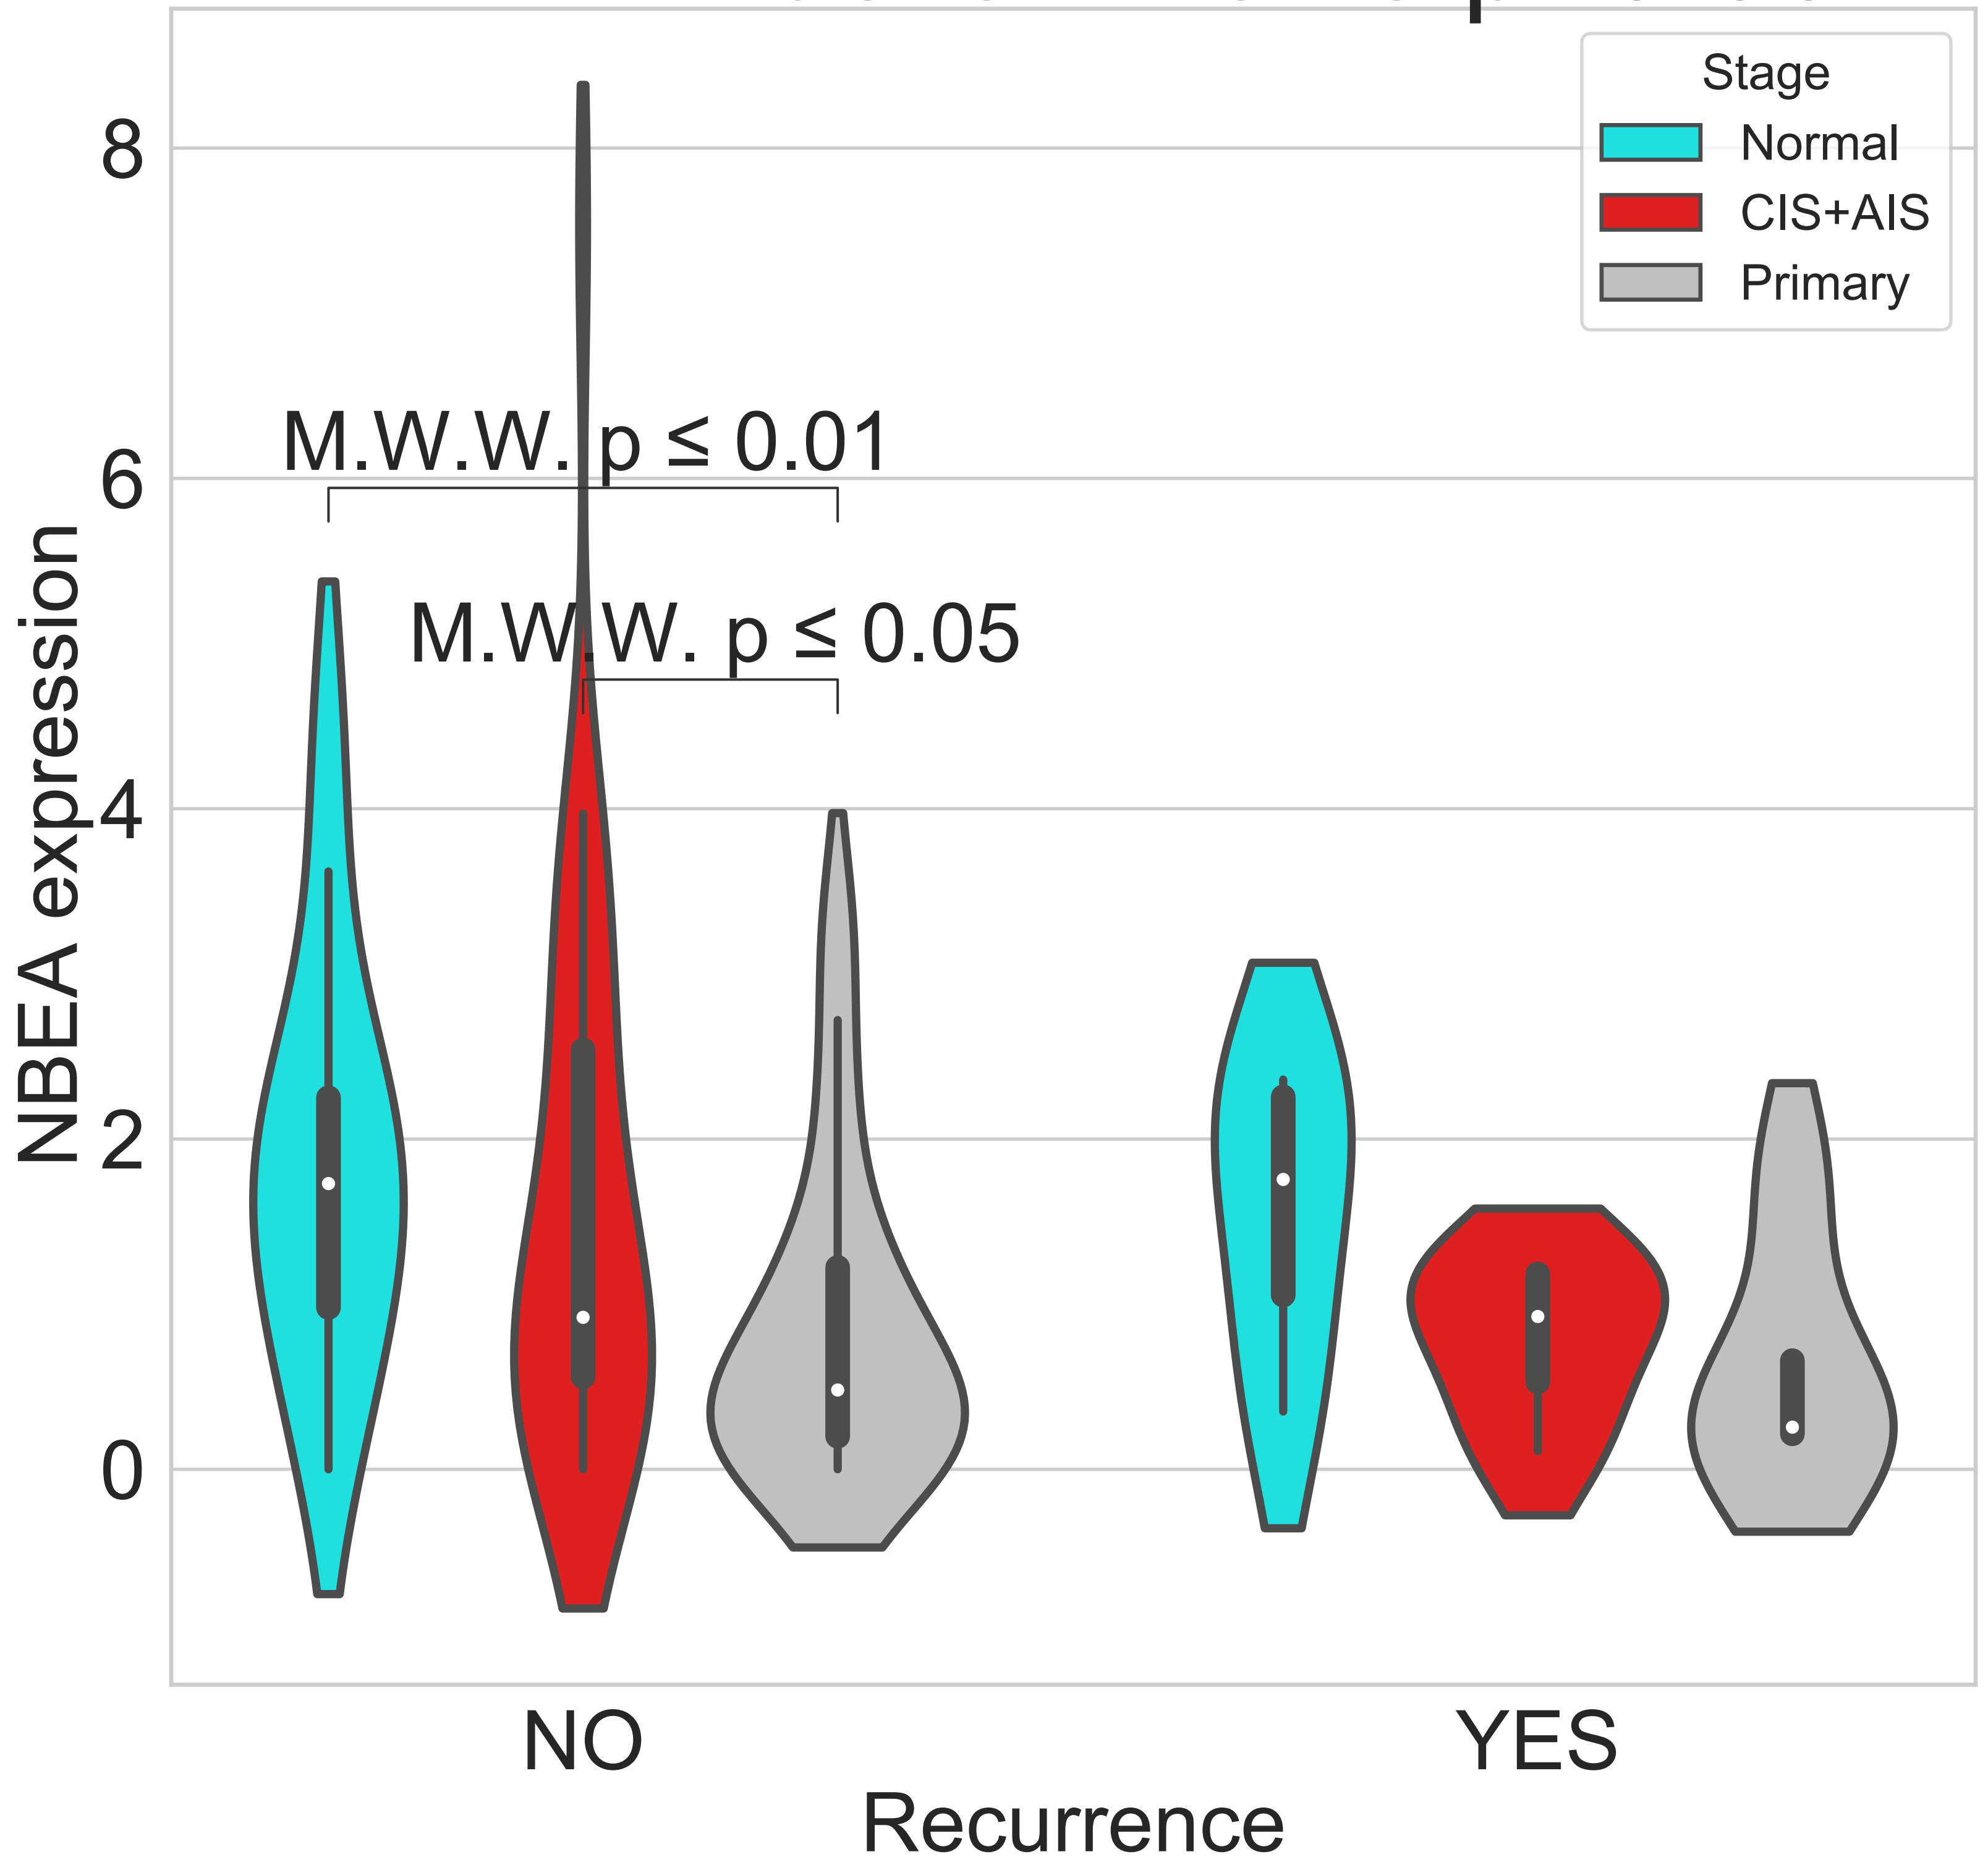 Stage
Normal
CIS+AIS
Primary
8
6
4
2
0
NBEA expression
M.W.W. p ≤ 0.01
M.W.W. p ≤ 0.05
NO
YES
Recurrence